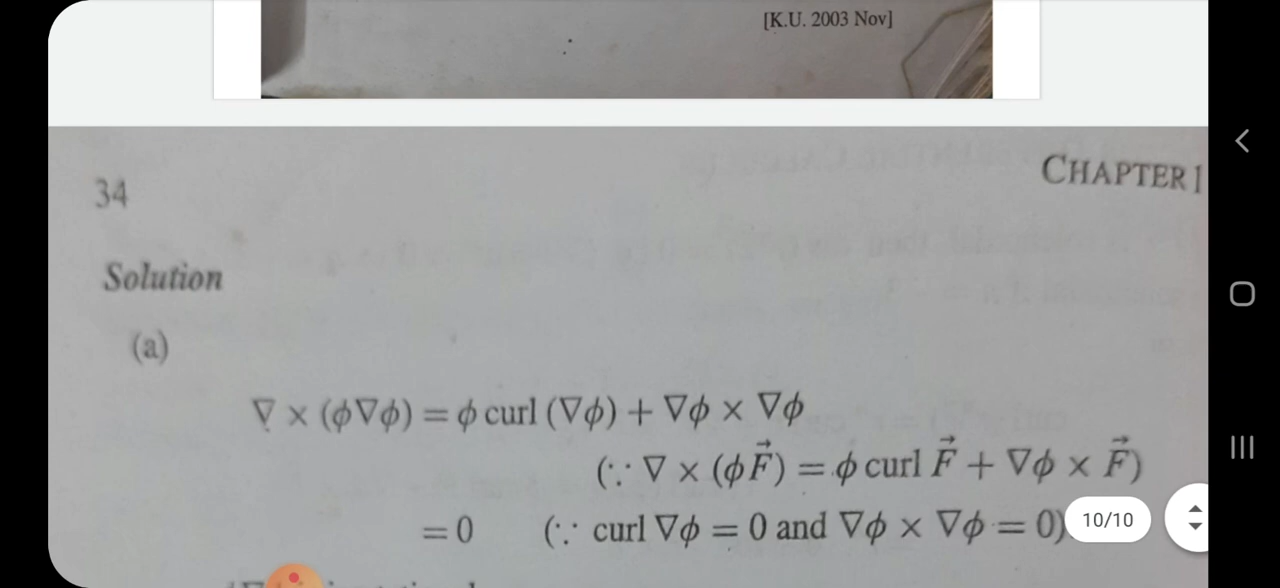 [K.U. 2003 Nov]
34
CHAPTER 1
Solution
(a)
∇ × (ϕ∇ϕ) = ϕ curl (∇ϕ) + ∇ϕ × ∇ϕ
(∵ ∇ × (ϕF⃗) = ϕ curl F⃗ + ∇ϕ × F⃗)
= 0 (∵ curl ∇ϕ = 0 and ∇ϕ × ∇ϕ = 0)
10/10